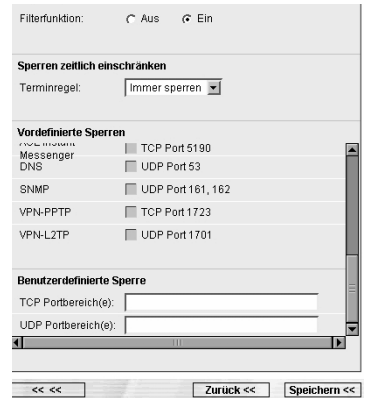 Filterfunktion: Aus Ein
Sperren zeitlich einschränken
Terminregel: Immer sperren
Vordefinierte Sperren
Messenger TCP Port 5190
DNS UDP Port 53
SNMP UDP Port 161, 162
VPN-PPTP TCP Port 1723
VPN-L2TP UDP Port 1701
Benutzerdefinierte Sperre
TCP Portbereich(e):
UDP Portbereich(e):
<< << Zurück << Speichern <<